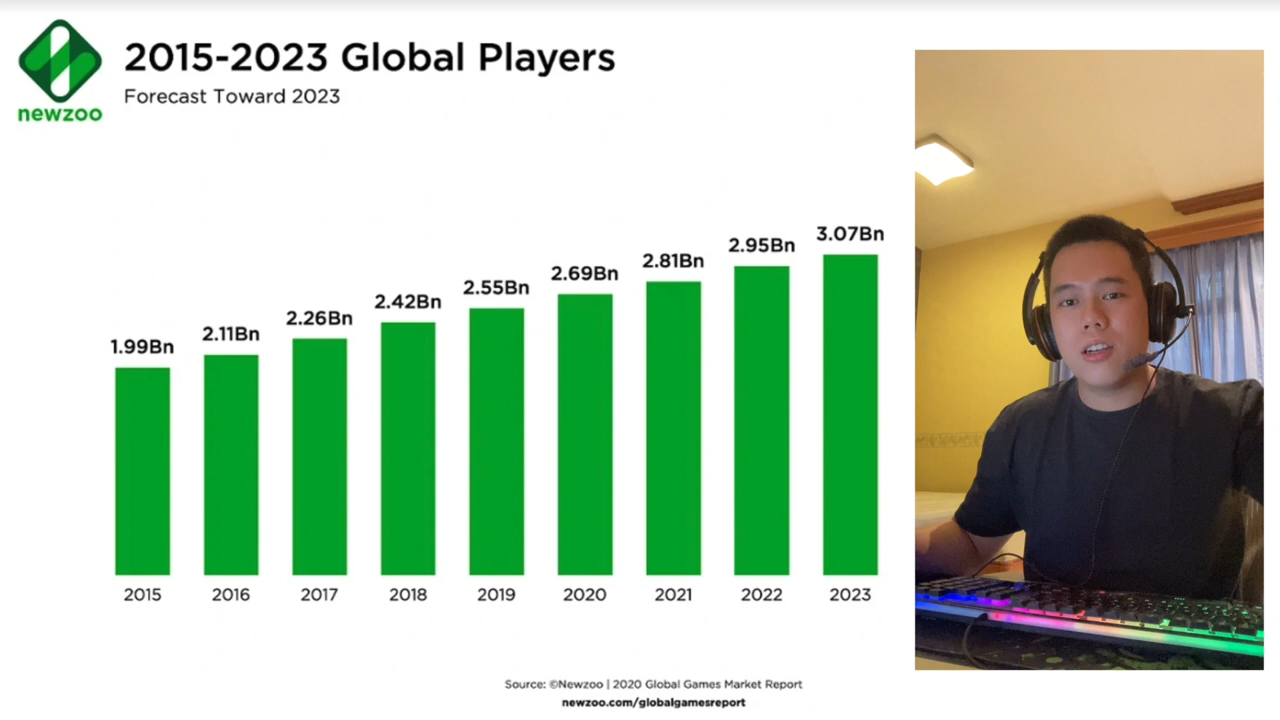 2015-2023 Global Players
Forecast Toward 2023
newzoo
1.99Bn
2.11Bn
2.26Bn
2.42Bn
2.55Bn
2.69Bn
2.81Bn
2.95Bn
3.07Bn
2015 2016 2017 2018 2019 2020 2021 2022 2023
Source: ©Newzoo | 2020 Global Games Market Report
newzoo.com/globalgamesreport